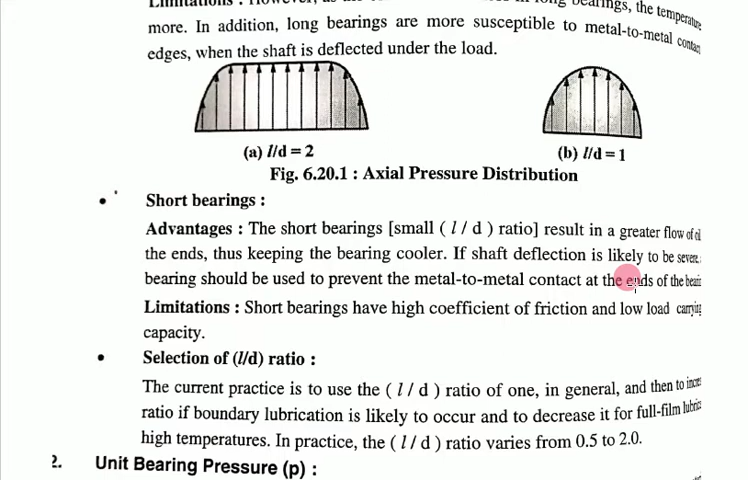 more. In addition, long bearings are more susceptible to metal-to-metal contact
edges, when the shaft is deflected under the load.
(a) l/d = 2
(b) l/d = 1
Fig. 6.20.1 : Axial Pressure Distribution
• Short bearings :
Advantages : The short bearings [small ( l / d ) ratio] result in a greater flow of
the ends, thus keeping the bearing cooler. If shaft deflection is likely to be severe,
bearing should be used to prevent the metal-to-metal contact at the ends of the
Limitations : Short bearings have high coefficient of friction and low load carrying
capacity.
• Selection of (l/d) ratio :
The current practice is to use the ( l / d ) ratio of one, in general, and then to
ratio if boundary lubrication is likely to occur and to decrease it for full-film
high temperatures. In practice, the ( l / d ) ratio varies from 0.5 to 2.0.
2. Unit Bearing Pressure (p) :